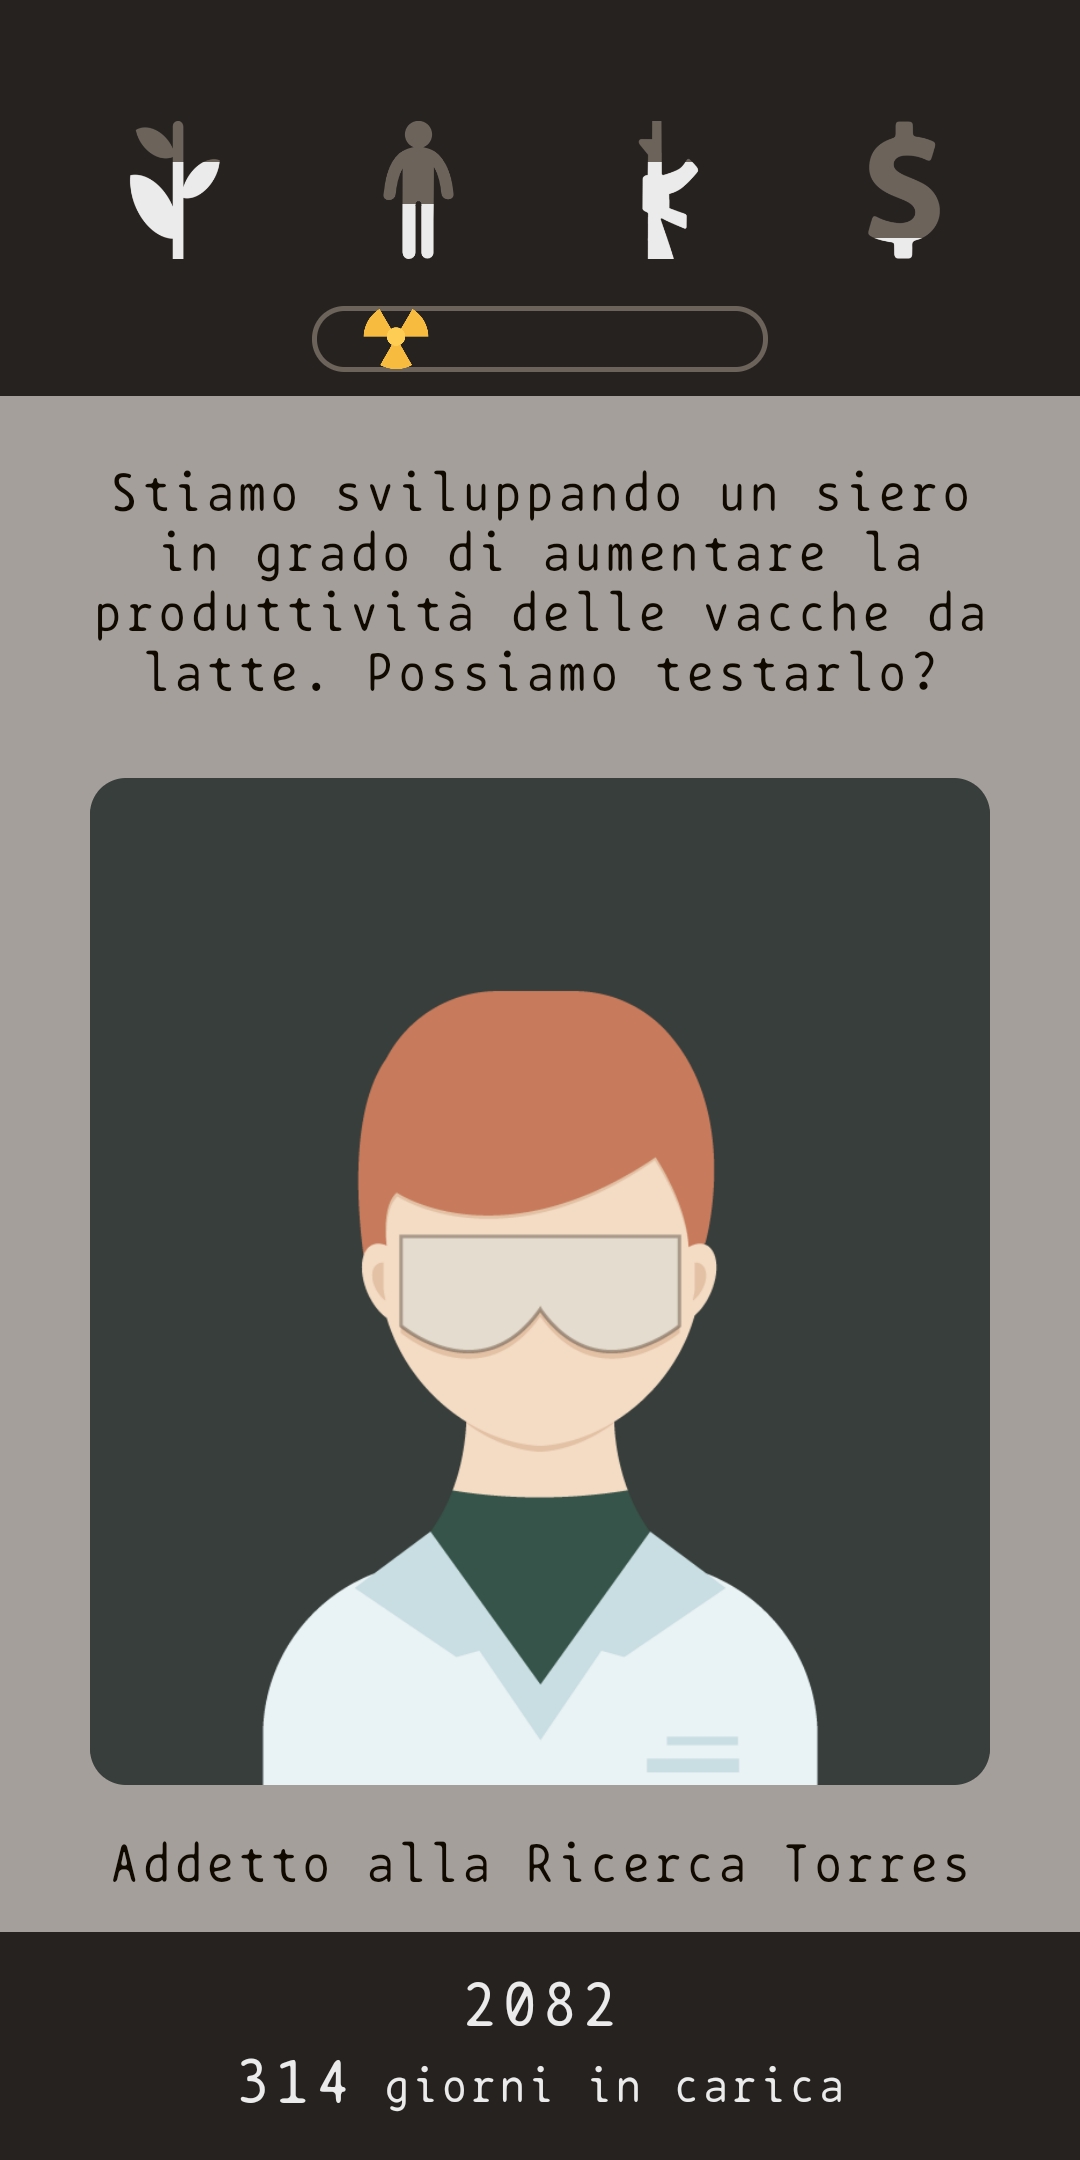 Stiamo sviluppando un siero
in grado di aumentare la
produttività delle vacche da
latte. Possiamo testarlo?
Addetto alla Ricerca Torres
2082
314 giorni in carica